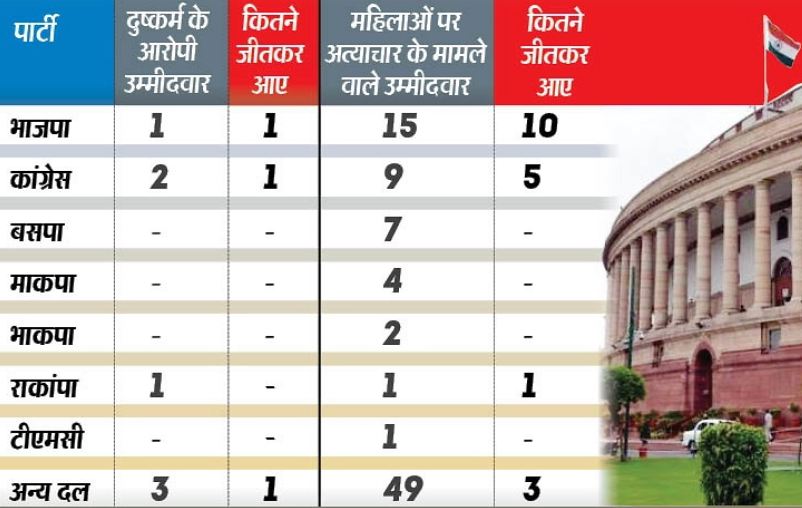 पार्टी दुष्कर्म के आरोपी उम्मीदवार कितने जीतकर आए महिलाओं पर अत्याचार के मामले वाले उम्मीदवार कितने जीतकर आए
भाजपा 1 1 15 10
कांग्रेस 2 1 9 5
बसपा - - 7 -
माकपा - - 4 -
भाकपा - - 2 -
राकांपा 1 - 1 1
टीएमसी - - 1 -
अन्य दल 3 1 49 3